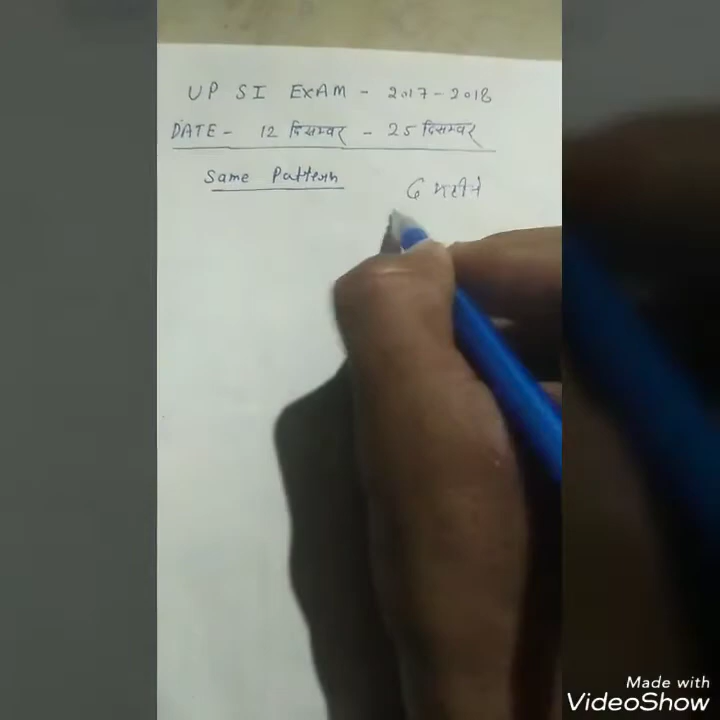 UP SI EXAM - 2017-2018
DATE - 12 दिसम्बर - 25 दिसम्बर
Same Pattern
6 महीने
Made with
VideoShow